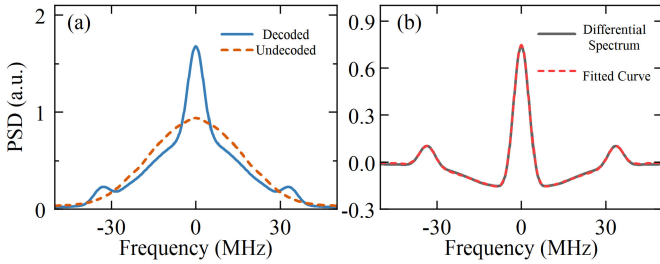 (a)
Decoded
Undecoded
PSD (a.u.)
2
1
0
-30
0
30
Frequency (MHz)
(b)
Differential
Spectrum
Fitted Curve
0.9
0.6
0.3
0.0
-0.3
-30
0
30
Frequency (MHz)